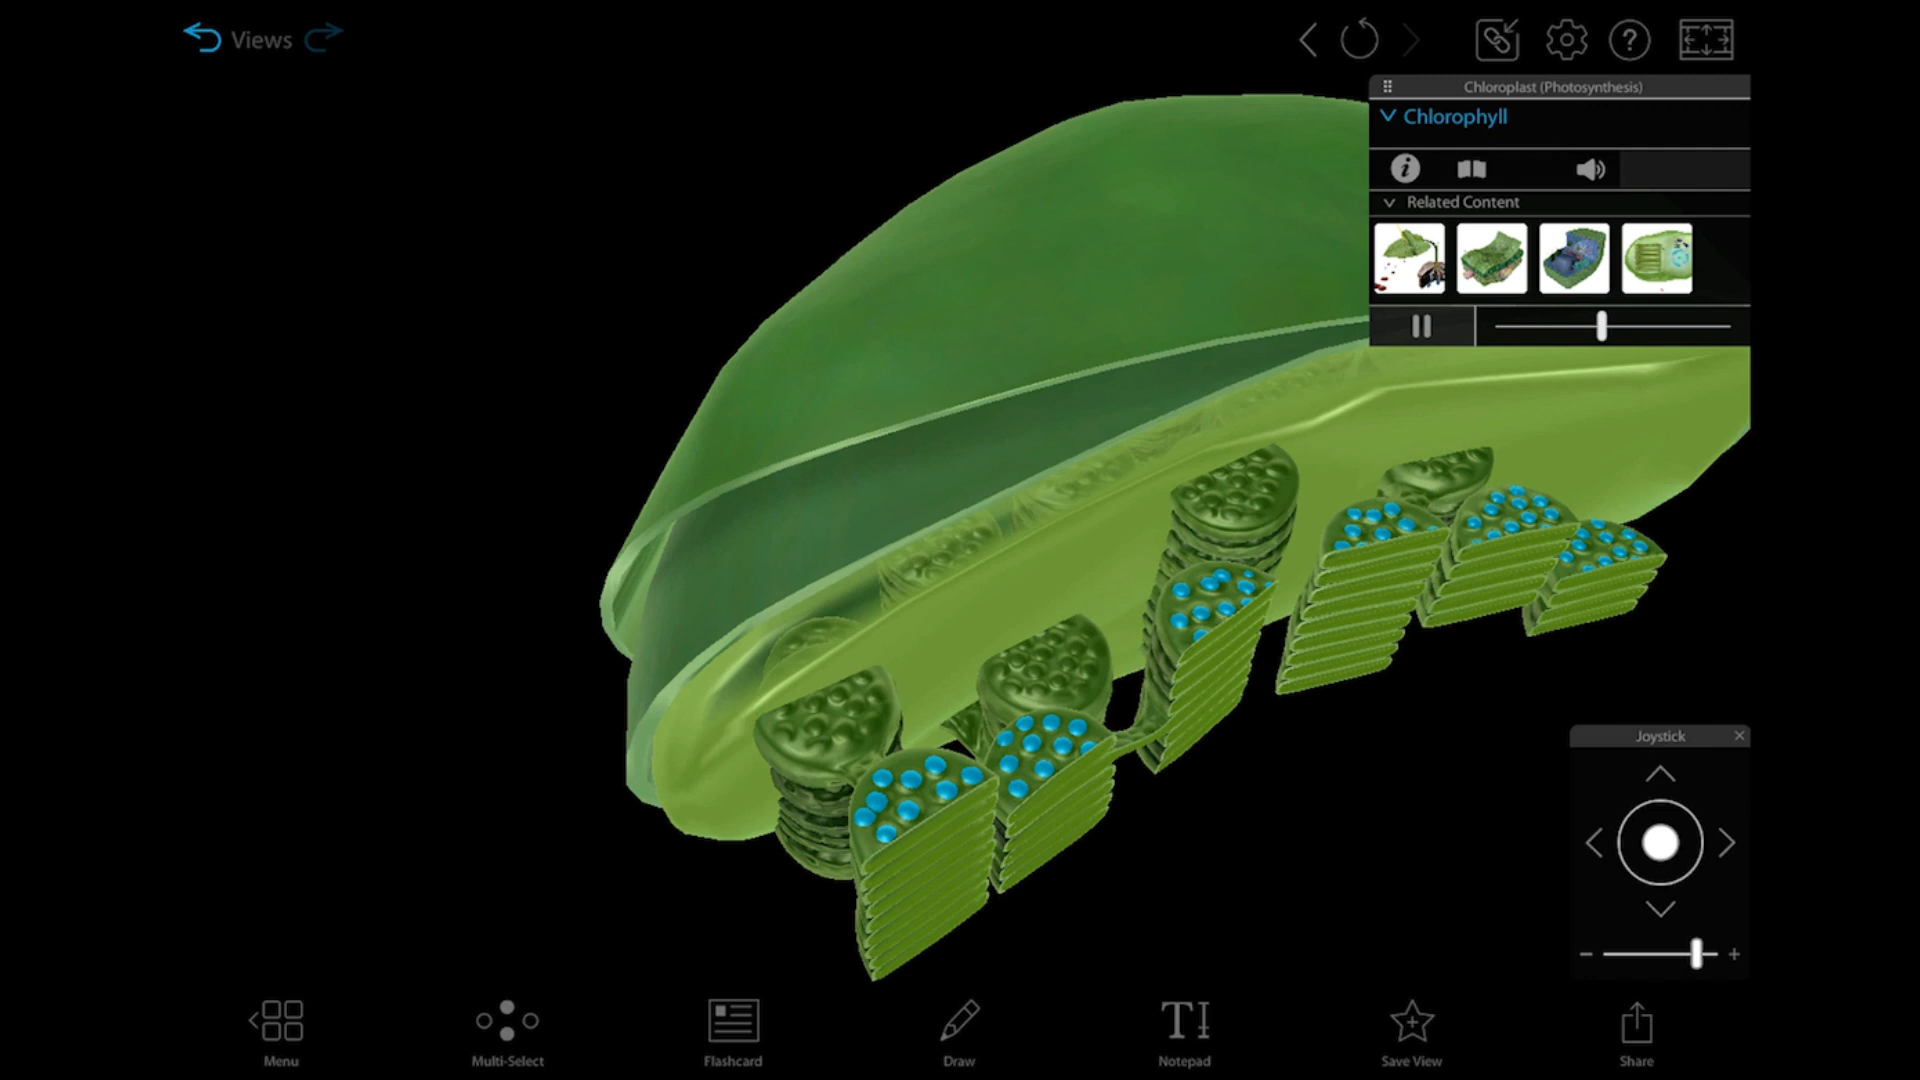 Views
Chloroplast (Photosynthesis)
Chlorophyll
Related Content
Joystick
Menu
Multi-Select
Flashcard
Draw
Notepad
Save View
Share